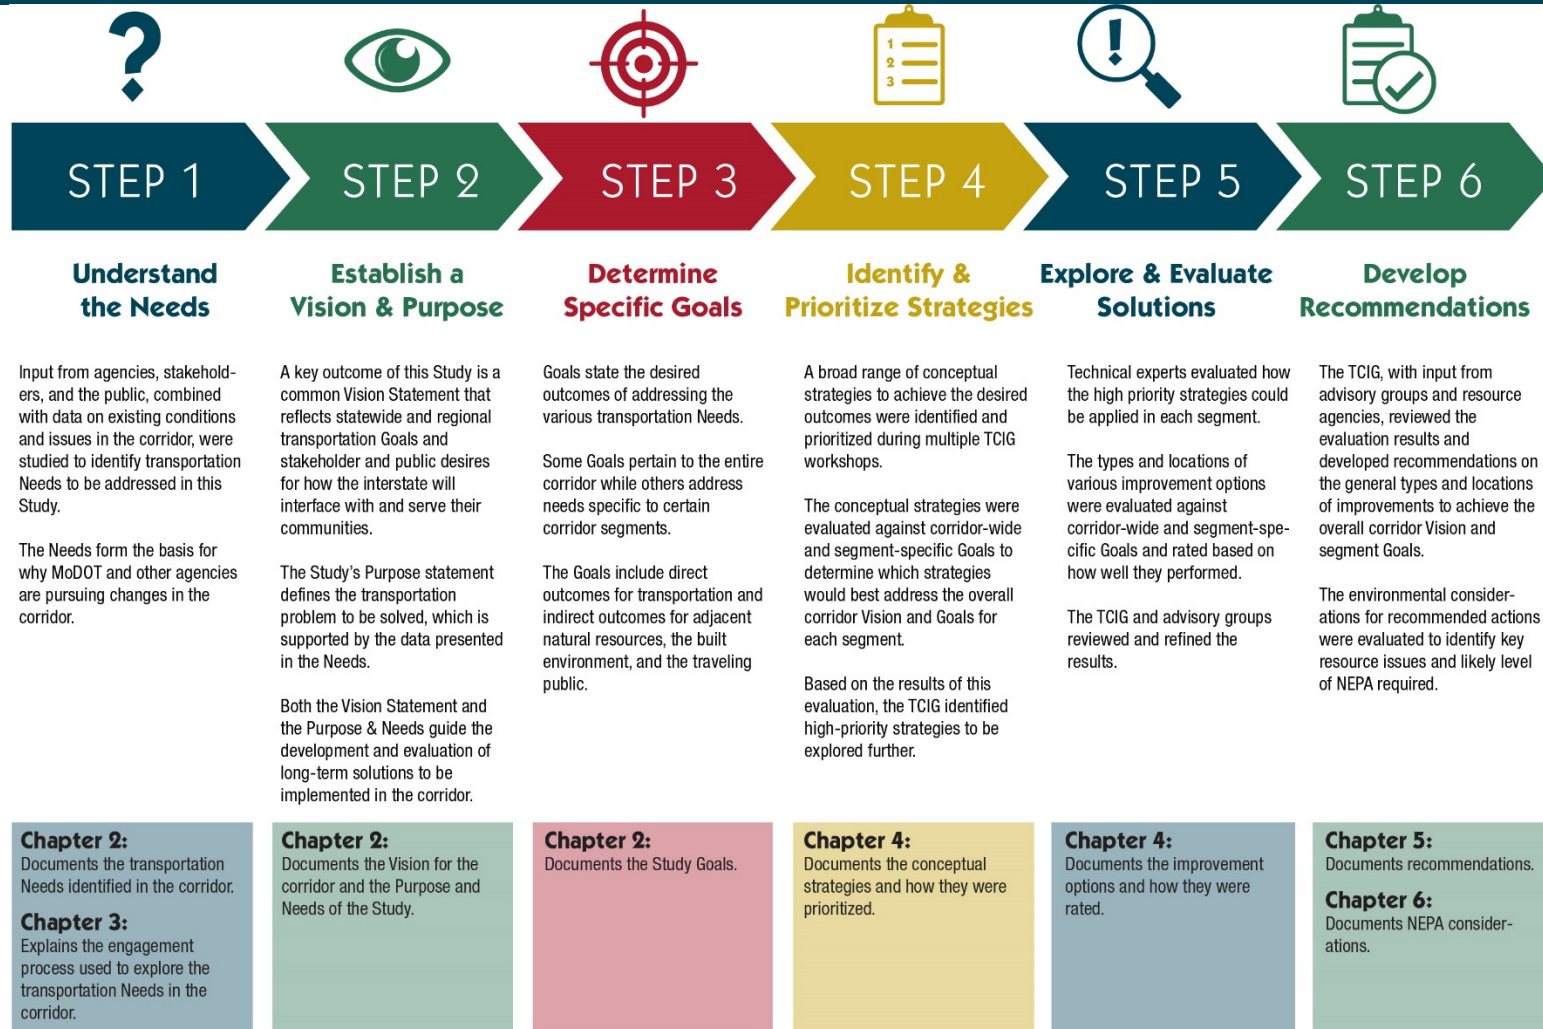 1
2
3
STEP 1
STEP 2
STEP 3
STEP 4
STEP 5
STEP 6
Understand
the Needs
Input from agencies, stakehold-
ers, and the public, combined
with data on existing conditions
and issues in the corridor, were
studied to identify transportation
Needs to be addressed in this
Study.
The Needs form the basis for
why MoDOT and other agencies
are pursuing changes in the
corridor.
Chapter 2:
Documents the transportation
Needs identified in the corridor.
Chapter 3:
Explains the engagement
process used to explore the
transportation Needs in the
corridor.
Establish a
Vision & Purpose
A key outcome of this Study is a
common Vision Statement that
reflects statewide and regional
transportation Goals and
stakeholder and public desires
for how the interstate will
interface with and serve their
communities.
The Study's Purpose statement
defines the transportation
problem to be solved, which is
supported by the data presented
in the Needs.
Both the Vision Statement and
the Purpose & Needs guide the
development and evaluation of
long-term solutions to be
implemented in the corridor.
Chapter 2:
Documents the Vision for the
corridor and the Purpose and
Needs of the Study.
Determine
Specific Goals
Goals state the desired
outcomes of addressing the
various transportation Needs.
Some Goals pertain to the entire
corridor while others address
needs specific to certain
corridor segments.
The Goals include direct
outcomes for transportation and
indirect outcomes for adjacent
natural resources, the built
environment, and the traveling
public.
Chapter 2:
Documents the Study Goals.
Identify &
Prioritize Strategies
A broad range of conceptual
strategies to achieve the desired
outcomes were identified and
prioritized during multiple TCIG
workshops.
The conceptual strategies were
evaluated against corridor-wide
and segment-specific Goals to
determine which strategies
would best address the overall
corridor Vision and Goals for
each segment.
Based on the results of this
evaluation, the TCIG identified
high-priority strategies to be
explored further.
Chapter 4:
Documents the conceptual
strategies and how they were
prioritized.
Explore & Evaluate
Solutions
Technical experts evaluated how
the high priority strategies could
be applied in each segment.
The types and locations of
various improvement options
were evaluated against
corridor-wide and segment-spe-
cific Goals and rated based on
how well they performed.
The TCIG and advisory groups
reviewed and refined the
results.
Chapter 4:
Documents the improvement
options and how they were
rated.
Develop
Recommendations
The TCIG, with input from
advisory groups and resource
agencies, reviewed the
evaluation results and
developed recommendations on
the general types and locations
of improvements to achieve the
overall corridor Vision and
segment Goals.
The environmental consider-
ations for recommended actions
were evaluated to identify key
resource issues and likely level
of NEPA required.
Chapter 5:
Documents recommendations.
Chapter 6:
Documents NEPA consider-
ations.